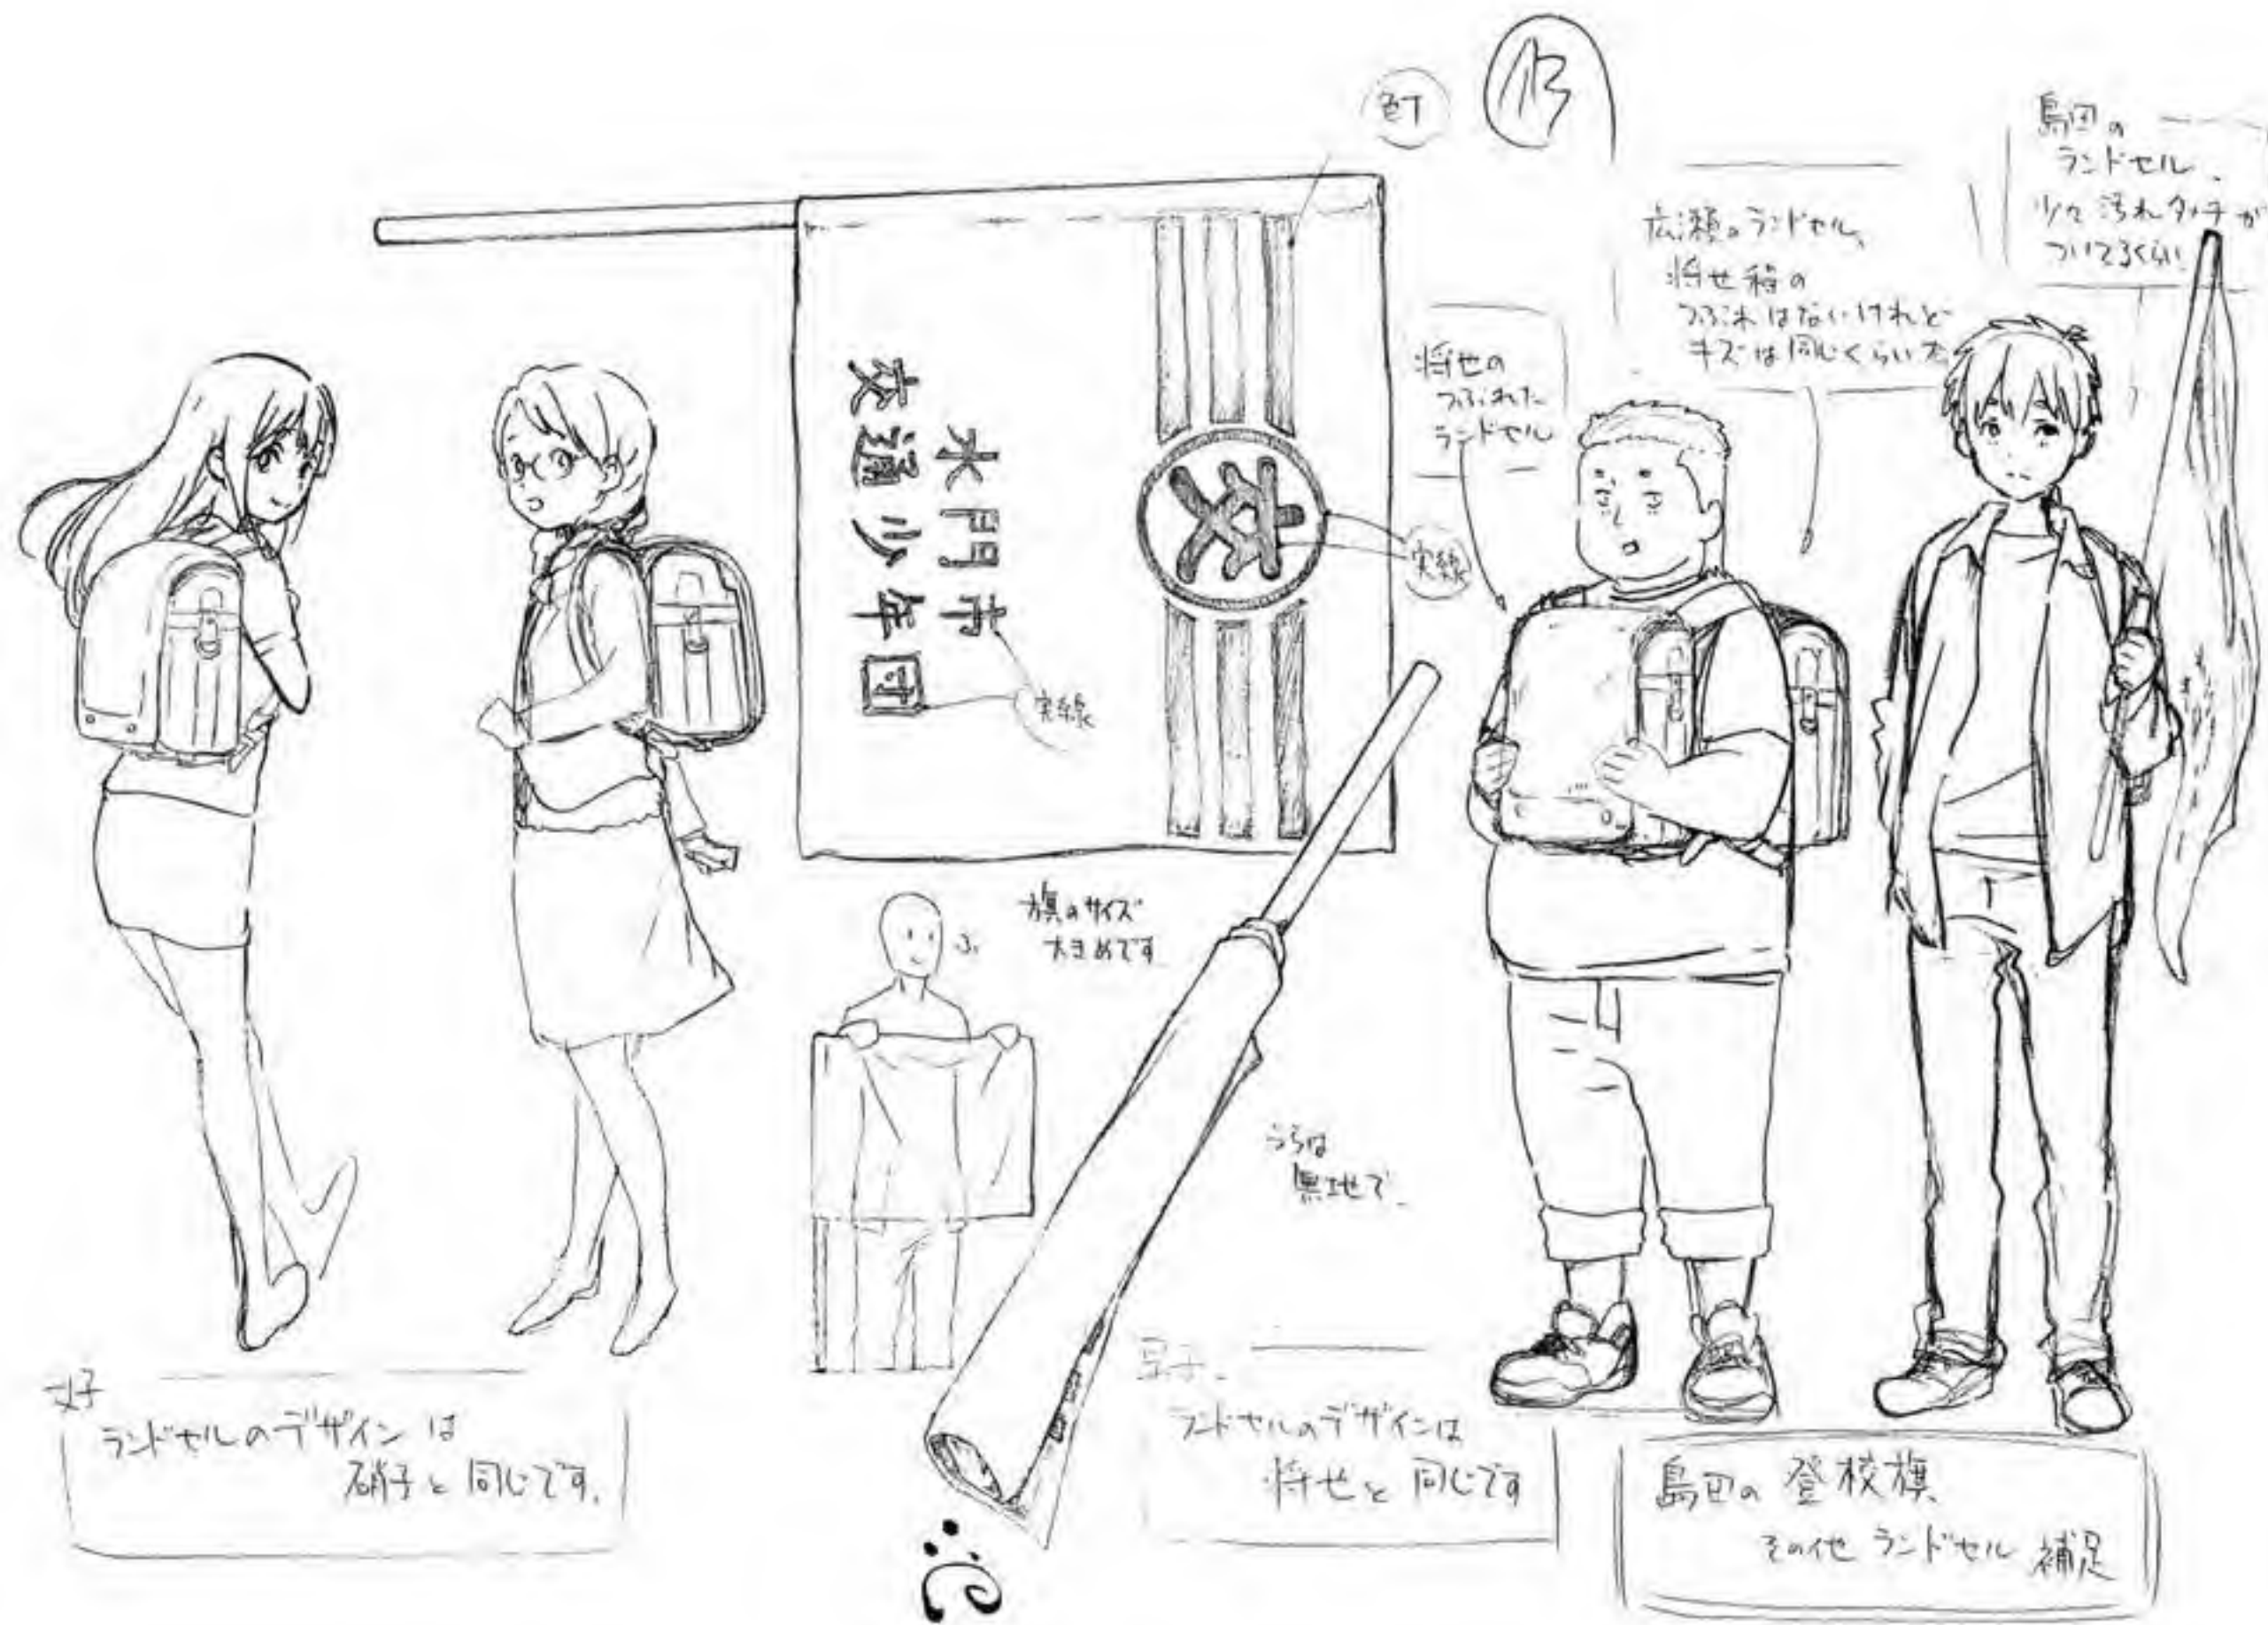 修
島田の
ランドセル、
少々汚れタッチが
ついてるくらい
広瀬のランドセル、
将也程の
つぶれはないけれど
キズは同じくらい
将也の
つぶれた
ランドセル
水門市
交通少年団
交
実線
実線
旗のサイズ
大きめです
うらは
無地で
女子
ランドセルのデザインは
硝子と同じです。
男子、
ランドセルのデザインは
将也と同じです
島田の登校旗
その他ランドセル補足